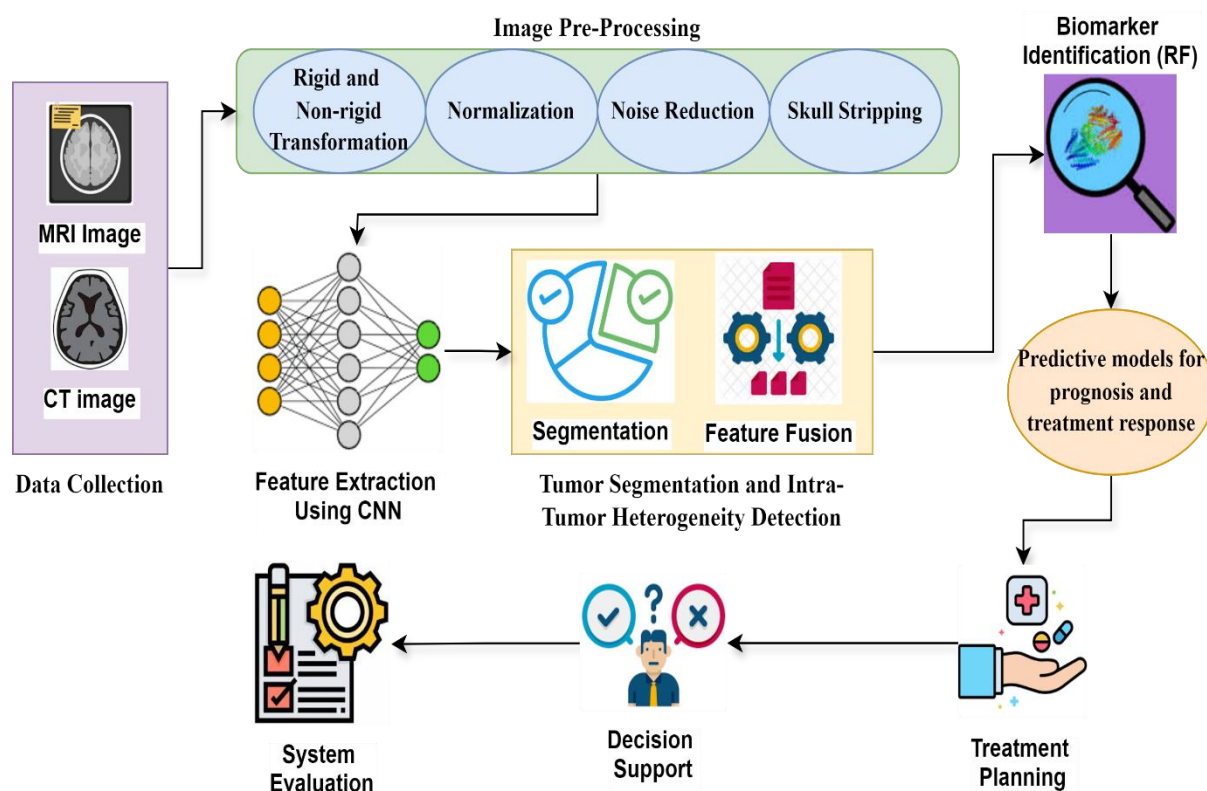 Image Pre-Processing
Rigid and
Non-rigid
Transformation
Normalization
Noise Reduction
Skull Stripping
Biomarker
Identification (RF)
MRI Image
CT image
Data Collection
Feature Extraction
Using CNN
Segmentation
Feature Fusion
Tumor Segmentation and Intra-
Tumor Heterogeneity Detection
Predictive models for
prognosis and
treatment response
System
Evaluation
Decision
Support
Treatment
Planning